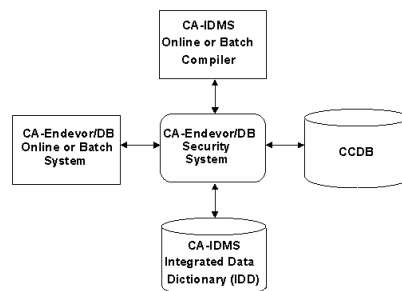 CA-IDMS
Online or Batch
Compiler
CA-Endevor/DB
Online or Batch
System
CA-Endevor/DB
Security
System
CCDB
CA-IDMS
Integrated Data
Dictionary (IDD)